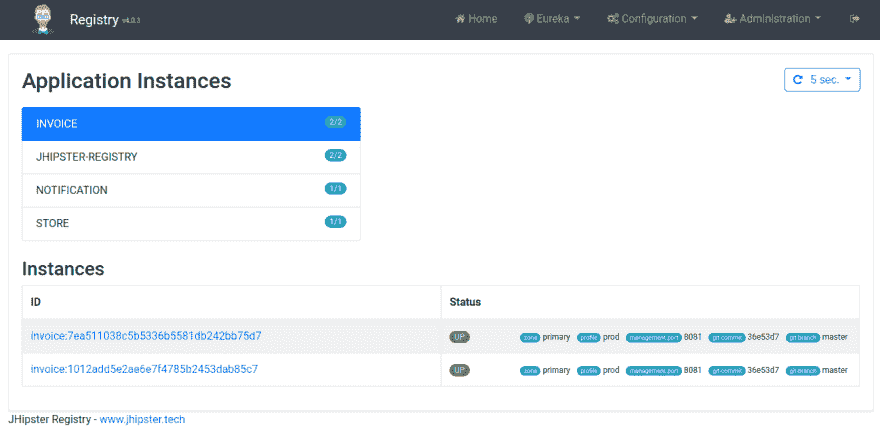 Registry v4.0.3 Home Eureka Configuration Administration
Application Instances
5 sec.
INVOICE 2/2
JHIPSTER-REGISTRY 2/2
NOTIFICATION 1/1
STORE 1/1
Instances
ID Status
invoice:7ea511038c5b5336b5581db242bb75d7 UP zone primary profile prod management.port 8081 git-commit 36e53d7 git-branch master
invoice:1012add5e2ae6e7f4785b2453dab85c7 UP zone primary profile prod management.port 8081 git-commit 36e53d7 git-branch master
JHipster Registry - www.jhipster.tech